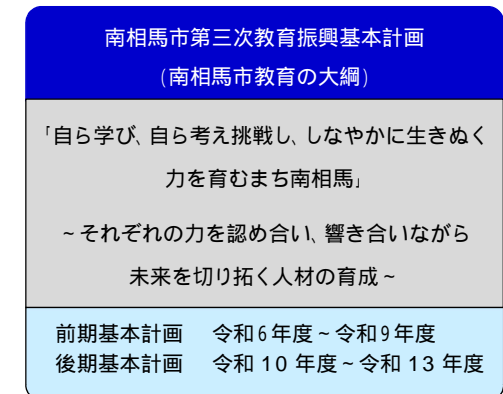 南相馬市第三次教育振興基本計画
(南相馬市教育の大綱)
「自ら学び、自ら考え挑戦し、しなやかに生きぬく
力を育むまち南相馬」
~それぞれの力を認め合い、響き合いながら
未来を切り拓く人材の育成~
前期基本計画　令和6年度~令和9年度
後期基本計画　令和 10 年度~令和 13 年度